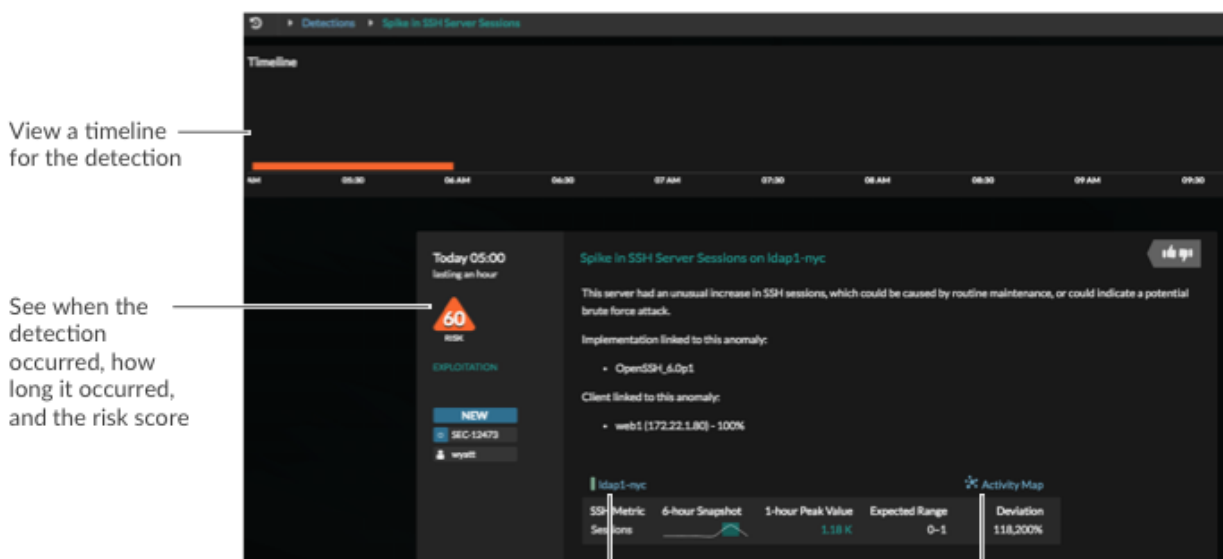 Detections Spike in SSH Server Sessions
Timeline
View a timeline
for the detection
AM 05:30 06 AM 06:30 07 AM 07:30 08 AM 08:30 09 AM 09:30
See when the
detection
occurred, how
long it occurred,
and the risk score
Today 05:00
lasting an hour
60
RISK
EXPLOITATION
NEW
SEC-12473
wyatt
Spike in SSH Server Sessions on ldap1-nyc
This server had an unusual increase in SSH sessions, which could be caused by routine maintenance, or could indicate a potential
brute force attack.
Implementation linked to this anomaly:
• OpenSSH_6.0p1
Client linked to this anomaly:
• web1 (172.22.1.80) - 100%
ldap1-nyc Activity Map
SSH Metric 6-hour Snapshot 1-hour Peak Value Expected Range Deviation
Sessions 1.18 K 0-1 118,200%